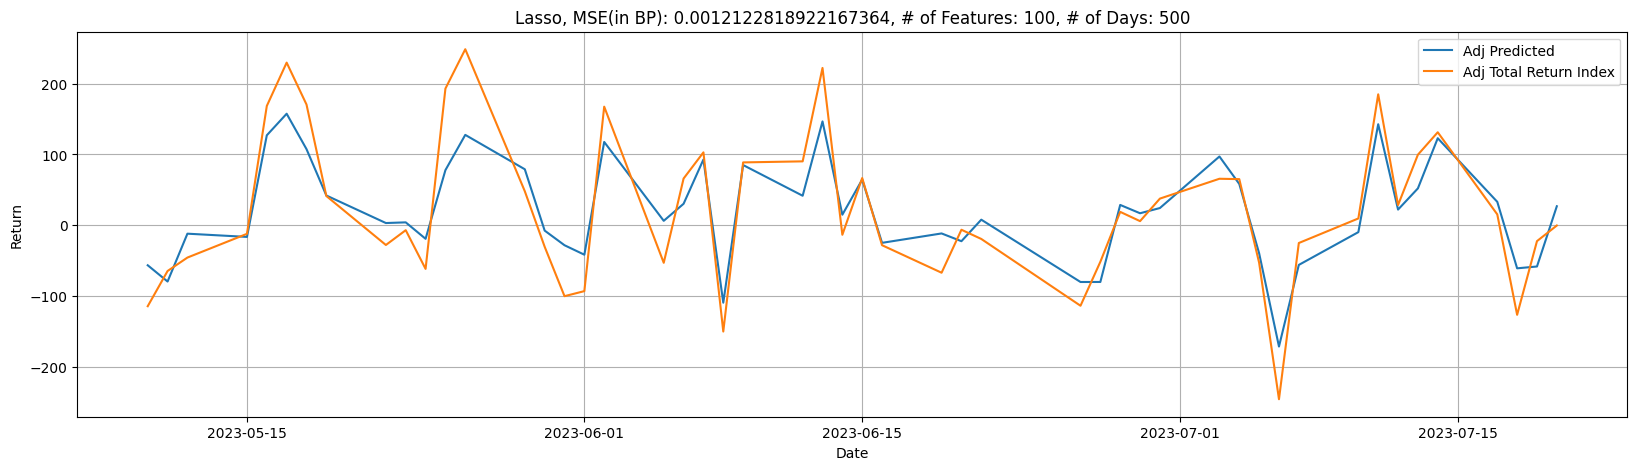 Lasso, MSE(in BP): 0.0012122818922167364, # of Features: 100, # of Days: 500
Adj Predicted
Adj Total Return Index
200
100
0
−100
−200
Return
2023-05-15
2023-06-01
2023-06-15
2023-07-01
2023-07-15
Date